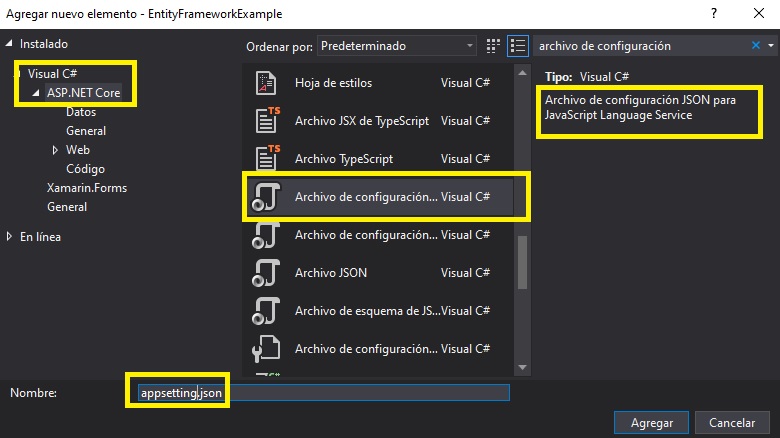 Agregar nuevo elemento - EntityFrameworkExample
?
Instalado
Ordenar por:
Predeterminado
archivo de configuración
Visual C#
ASP.NET Core
Datos
General
Web
Código
Xamarin.Forms
General
En línea
Hoja de estilos Visual C#
Archivo JSX de TypeScript Visual C#
Archivo TypeScript Visual C#
Archivo de configuración... Visual C#
Archivo de configuración... Visual C#
Archivo JSON Visual C#
Archivo de esquema de JS... Visual C#
Archivo de configuración... Visual C#
Tipo: Visual C#
Archivo de configuración JSON para
JavaScript Language Service
Nombre:
appsetting.json
Agregar
Cancelar